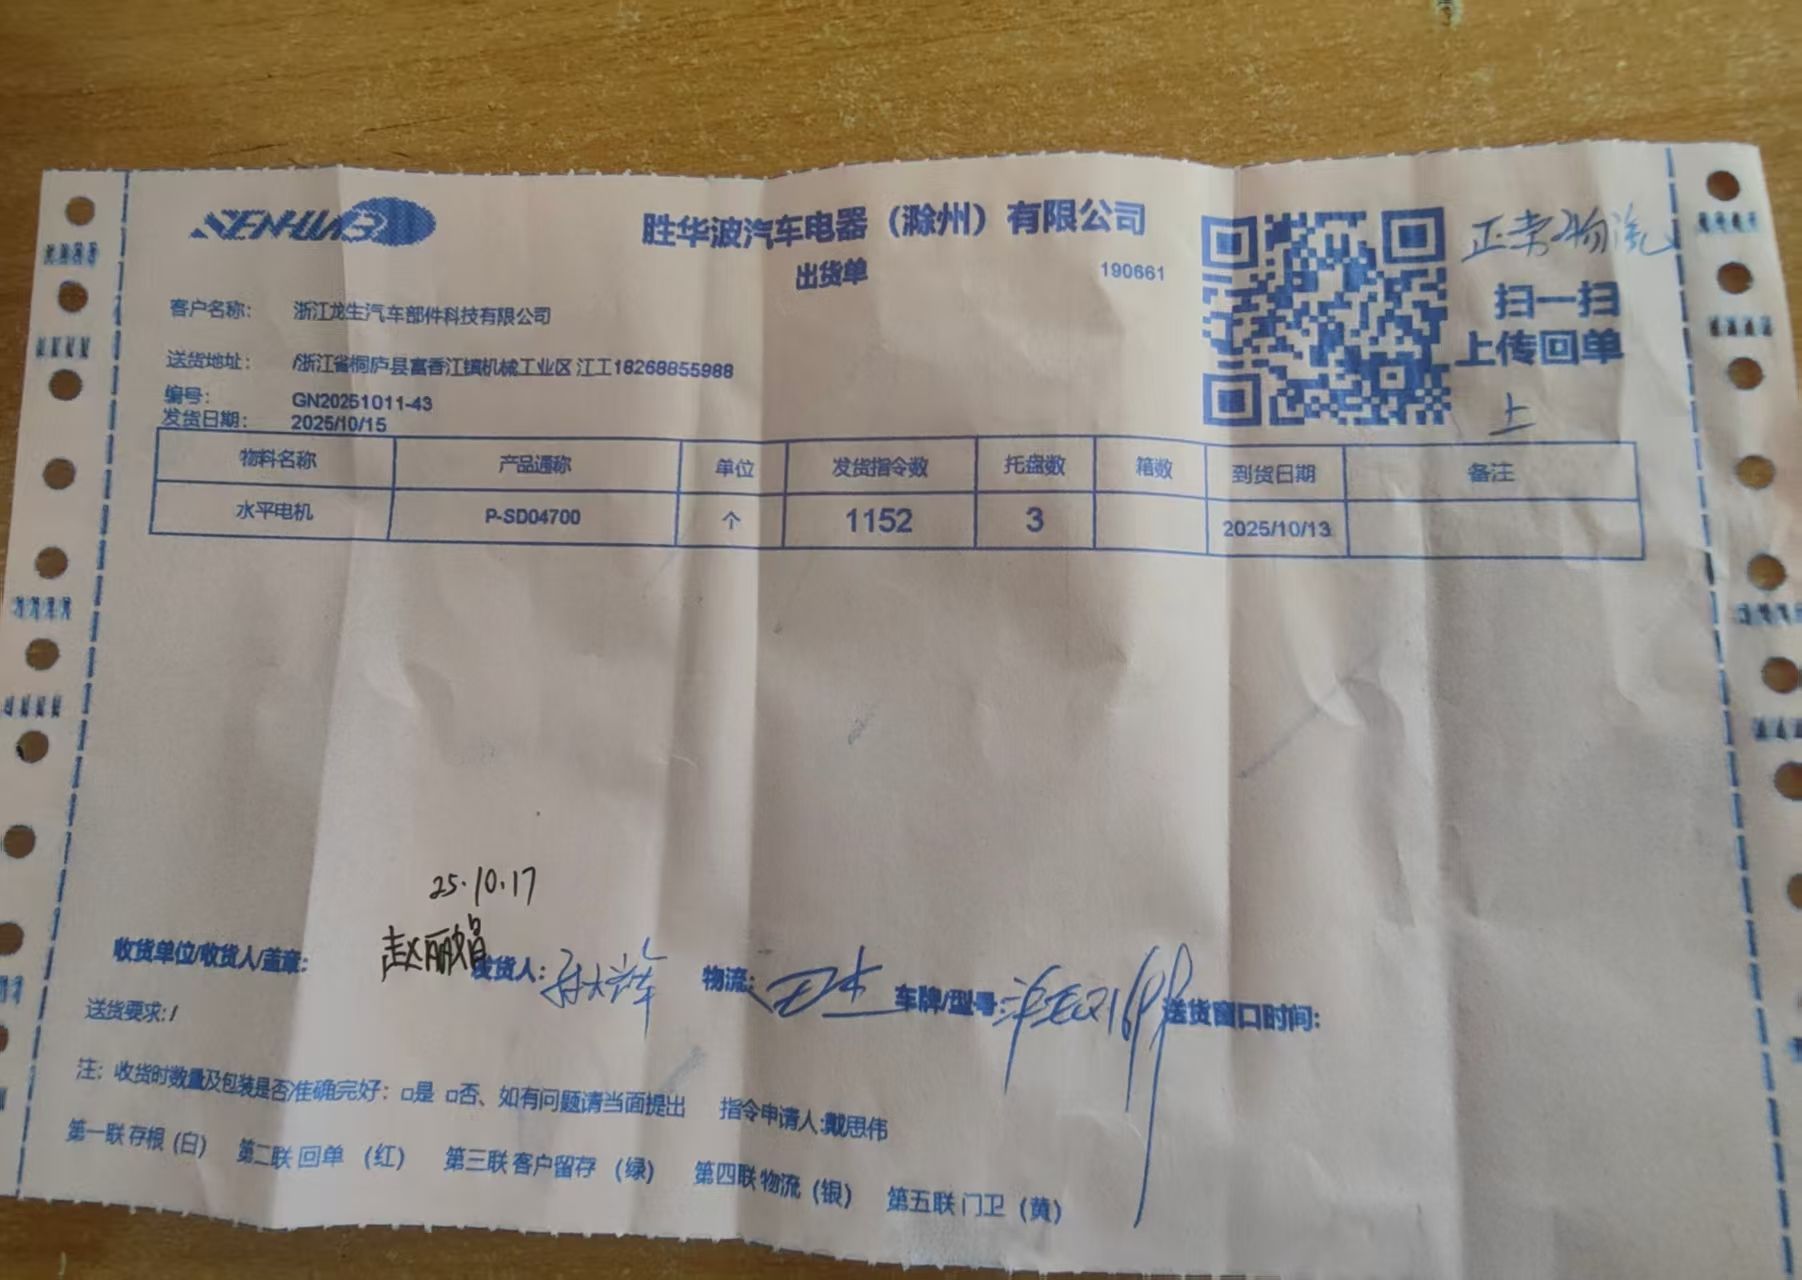 SENHWAB
胜华波汽车电器（滁州）有限公司
出货单
190661
正常物流
扫一扫
上传回单
上
客户名称： 浙江龙生汽车部件科技有限公司
送货地址： /浙江省桐庐县富春江镇机械工业区 江工18268855988
编号： GN20251011-43
发货日期： 2025/10/15
物料名称 产品通称 单位 发货指令数 托盘数 箱数 到货日期 备注
水平电机 P-SD04700 个 1152 3 2025/10/13
25.10.17
收货单位/收货人/盖章： 赵丽 发货人： 物流： 车牌/型号： 送货窗口时间：
送货要求：/
注：收货时数量及包装是否准确完好：□是 □否、如有问题请当面提出 指令申请人:戴思伟
第一联 存根（白） 第二联 回单（红） 第三联 客户留存（绿） 第四联 物流（银） 第五联 门卫（黄）